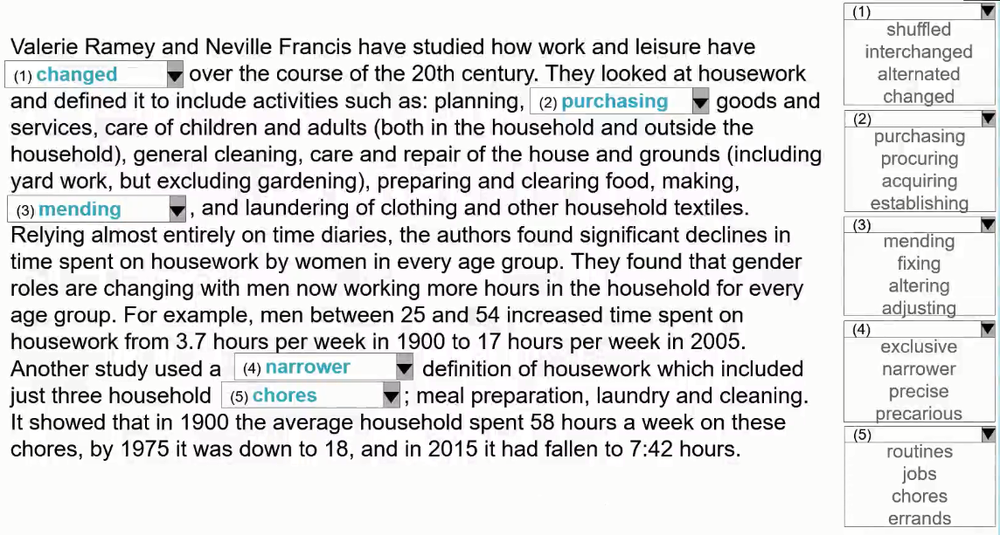 Valerie Ramey and Neville Francis have studied how work and leisure have
(1) changed over the course of the 20th century. They looked at housework
and defined it to include activities such as: planning, (2) purchasing goods and
services, care of children and adults (both in the household and outside the
household), general cleaning, care and repair of the house and grounds (including
yard work, but excluding gardening), preparing and clearing food, making,
(3) mending , and laundering of clothing and other household textiles.
Relying almost entirely on time diaries, the authors found significant declines in
time spent on housework by women in every age group. They found that gender
roles are changing with men now working more hours in the household for every
age group. For example, men between 25 and 54 increased time spent on
housework from 3.7 hours per week in 1900 to 17 hours per week in 2005.
Another study used a (4) narrower definition of housework which included
just three household (5) chores ; meal preparation, laundry and cleaning.
It showed that in 1900 the average household spent 58 hours a week on these
chores, by 1975 it was down to 18, and in 2015 it had fallen to 7:42 hours.
(1)
shuffled
interchanged
alternated
changed
(2)
purchasing
procuring
acquiring
establishing
(3)
mending
fixing
altering
adjusting
(4)
exclusive
narrower
precise
precarious
(5)
routines
jobs
chores
errands